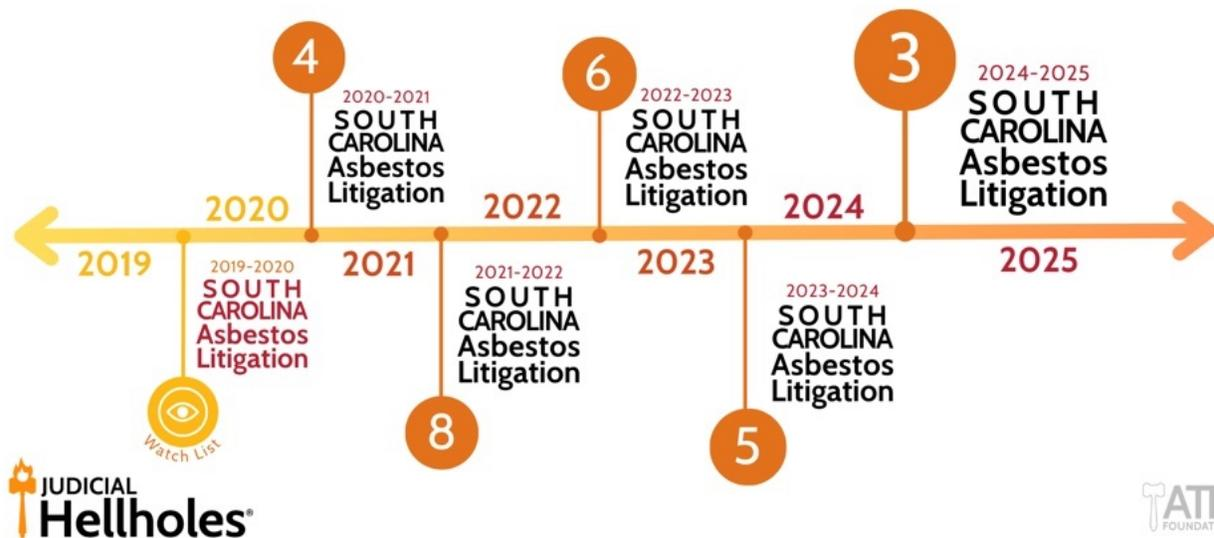 4
2020-2021
SOUTH
CAROLINA
Asbestos
Litigation
6
2022-2023
SOUTH
CAROLINA
Asbestos
Litigation
3
2024-2025
SOUTH
CAROLINA
Asbestos
Litigation
2020
2022
2024
2019
2021
2023
2025
2019-2020
SOUTH
CAROLINA
Asbestos
Litigation
Watch List
2021-2022
SOUTH
CAROLINA
Asbestos
Litigation
8
2023-2024
SOUTH
CAROLINA
Asbestos
Litigation
5
JUDICIAL
Hellholes®